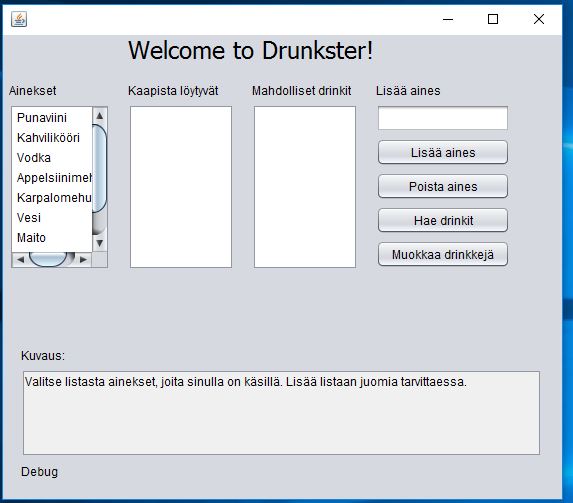 Welcome to Drunkster!
Ainekset
Kaapista löytyvät
Mahdolliset drinkit
Lisää aines
Punaviini
Kahvilikööri
Vodka
Appelsiinimeh
Karpalomehu
Vesi
Maito
Lisää aines
Poista aines
Hae drinkit
Muokkaa drinkkejä
Kuvaus:
Valitse listasta ainekset, joita sinulla on käsillä. Lisää listaan juomia tarvittaessa.
Debug